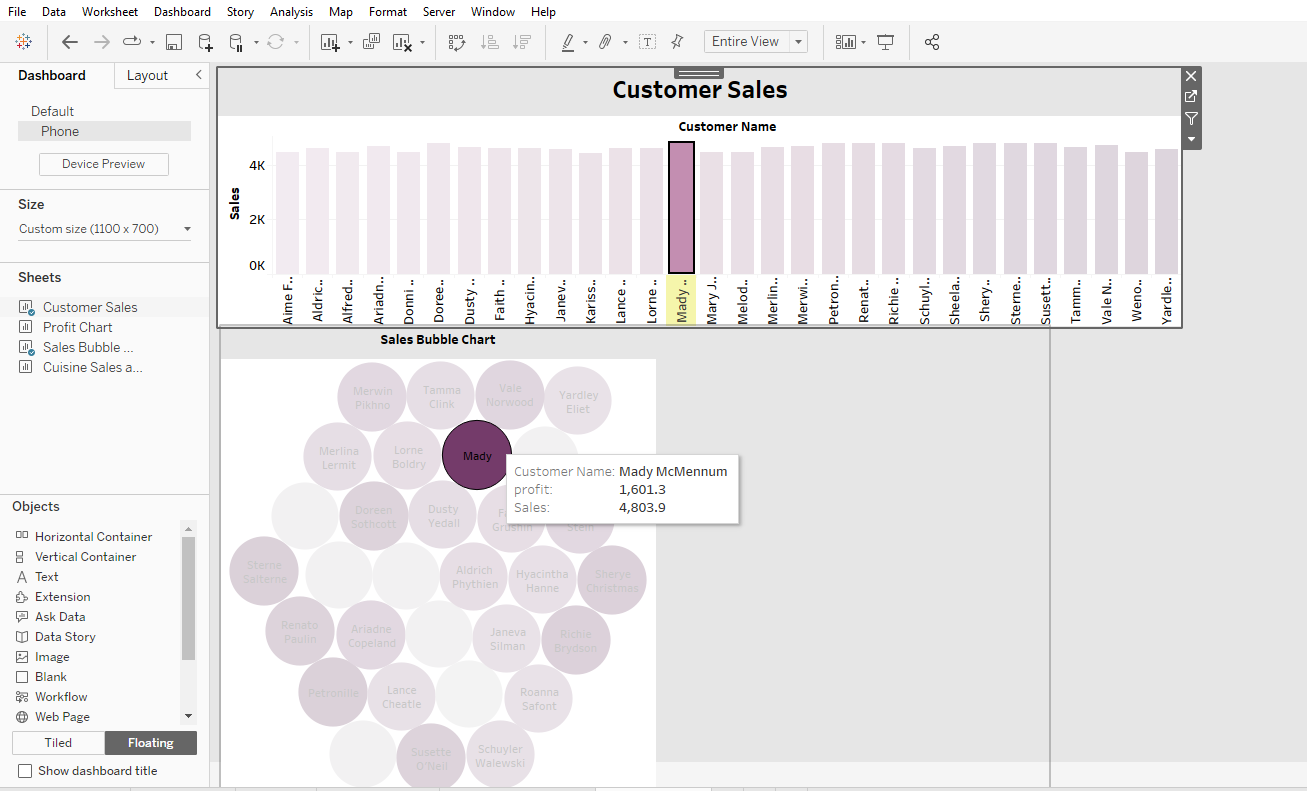 File Data Worksheet Dashboard Story Analysis Map Format Server Window Help
Entire View
Dashboard Layout
Default
Phone
Device Preview
Size
Custom size (1100 x 700)
Sheets
Customer Sales
Profit Chart
Sales Bubble ...
Cuisine Sales a...
Objects
Horizontal Container
Vertical Container
Text
Extension
Ask Data
Data Story
Image
Blank
Workflow
Web Page
Tiled Floating
Show dashboard title
Customer Sales
Customer Name
Sales
4K
2K
0K
Aime F..
Aldric..
Alfred..
Ariadn..
Donni ..
Doree..
Dusty ..
Faith ..
Hyacin..
Janev..
Kariss..
Lance ..
Lorne ..
Mady ..
Mary J..
Melod..
Merlin..
Merwi..
Petron..
Renat..
Richie ..
Schuyl..
Sheela..
Shery..
Sterne..
Susett..
Tamm..
Vale N..
Weno..
Yardle..
Sales Bubble Chart
Merwin
Pikhno
Tamma
Clink
Vale
Norwood
Yardley
Eliet
Merlina
Lermit
Lorne
Boldry
Mady
Customer Name: Mady McMennum
profit: 1,601.3
Sales: 4,803.9
Doreen
Sothcott
Dusty
Yedall
Grushin
Stein
Sterne
Salterne
Aldrich
Phythien
Hyacintha
Hanne
Sherye
Christmas
Renato
Paulin
Ariadne
Copeland
Janeva
Silman
Richie
Brydson
Petronille
Lance
Cheatle
Roanna
Safont
Susette
O'Neil
Schuyler
Walewski